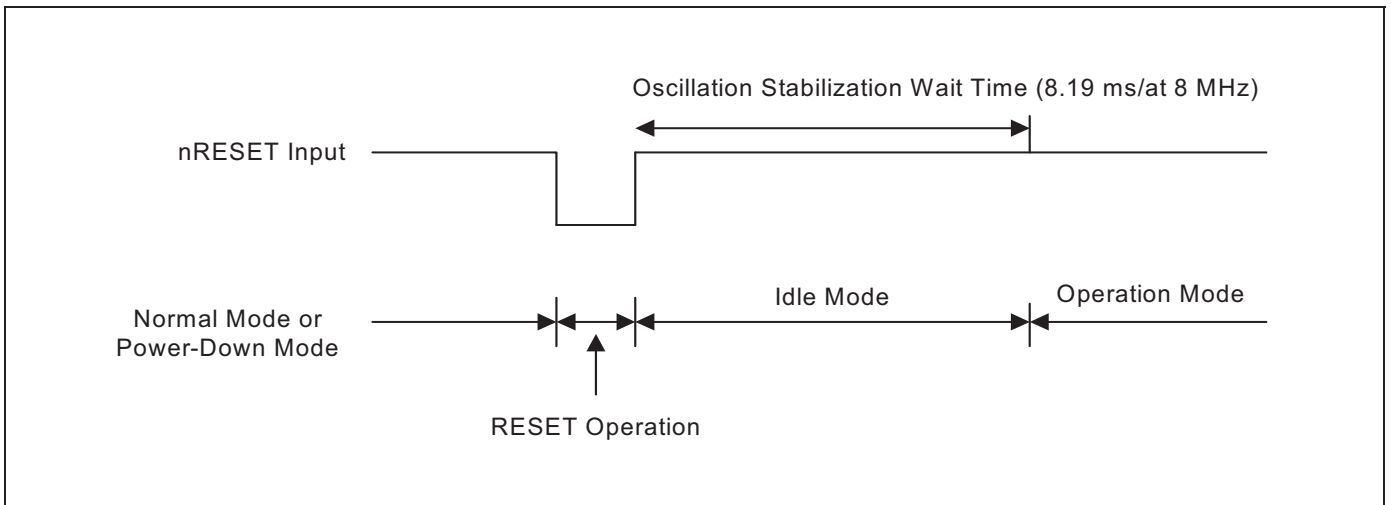 Oscillation Stabilization Wait Time (8.19 ms/at 8 MHz)
nRESET Input
Idle Mode
Operation Mode
Normal Mode or
Power-Down Mode
RESET Operation